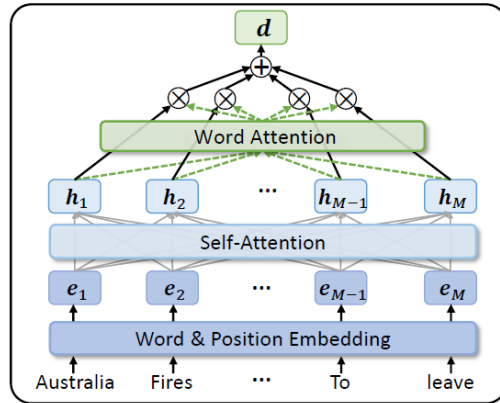 d
+
× × × ×
Word Attention
h₁ h₂ ... hₘ₋₁ hₘ
Self-Attention
e₁ e₂ ... eₘ₋₁ eₘ
Word & Position Embedding
Australia Fires ... To leave